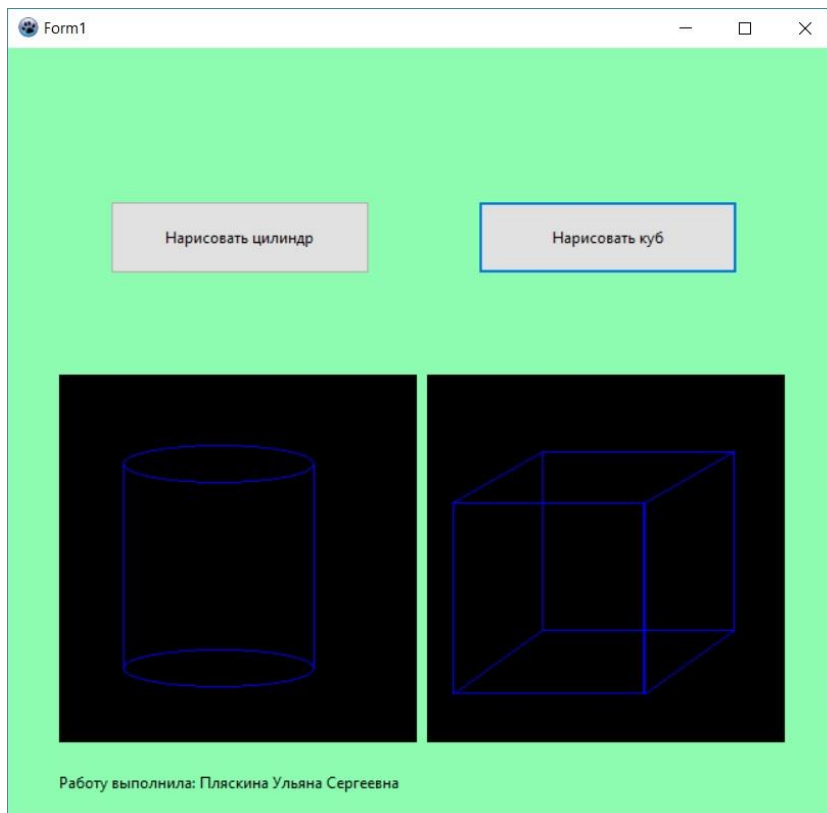 Form1
Нарисовать цилиндр
Нарисовать куб
Работу выполнила: Пляскина Ульяна Сергеевна